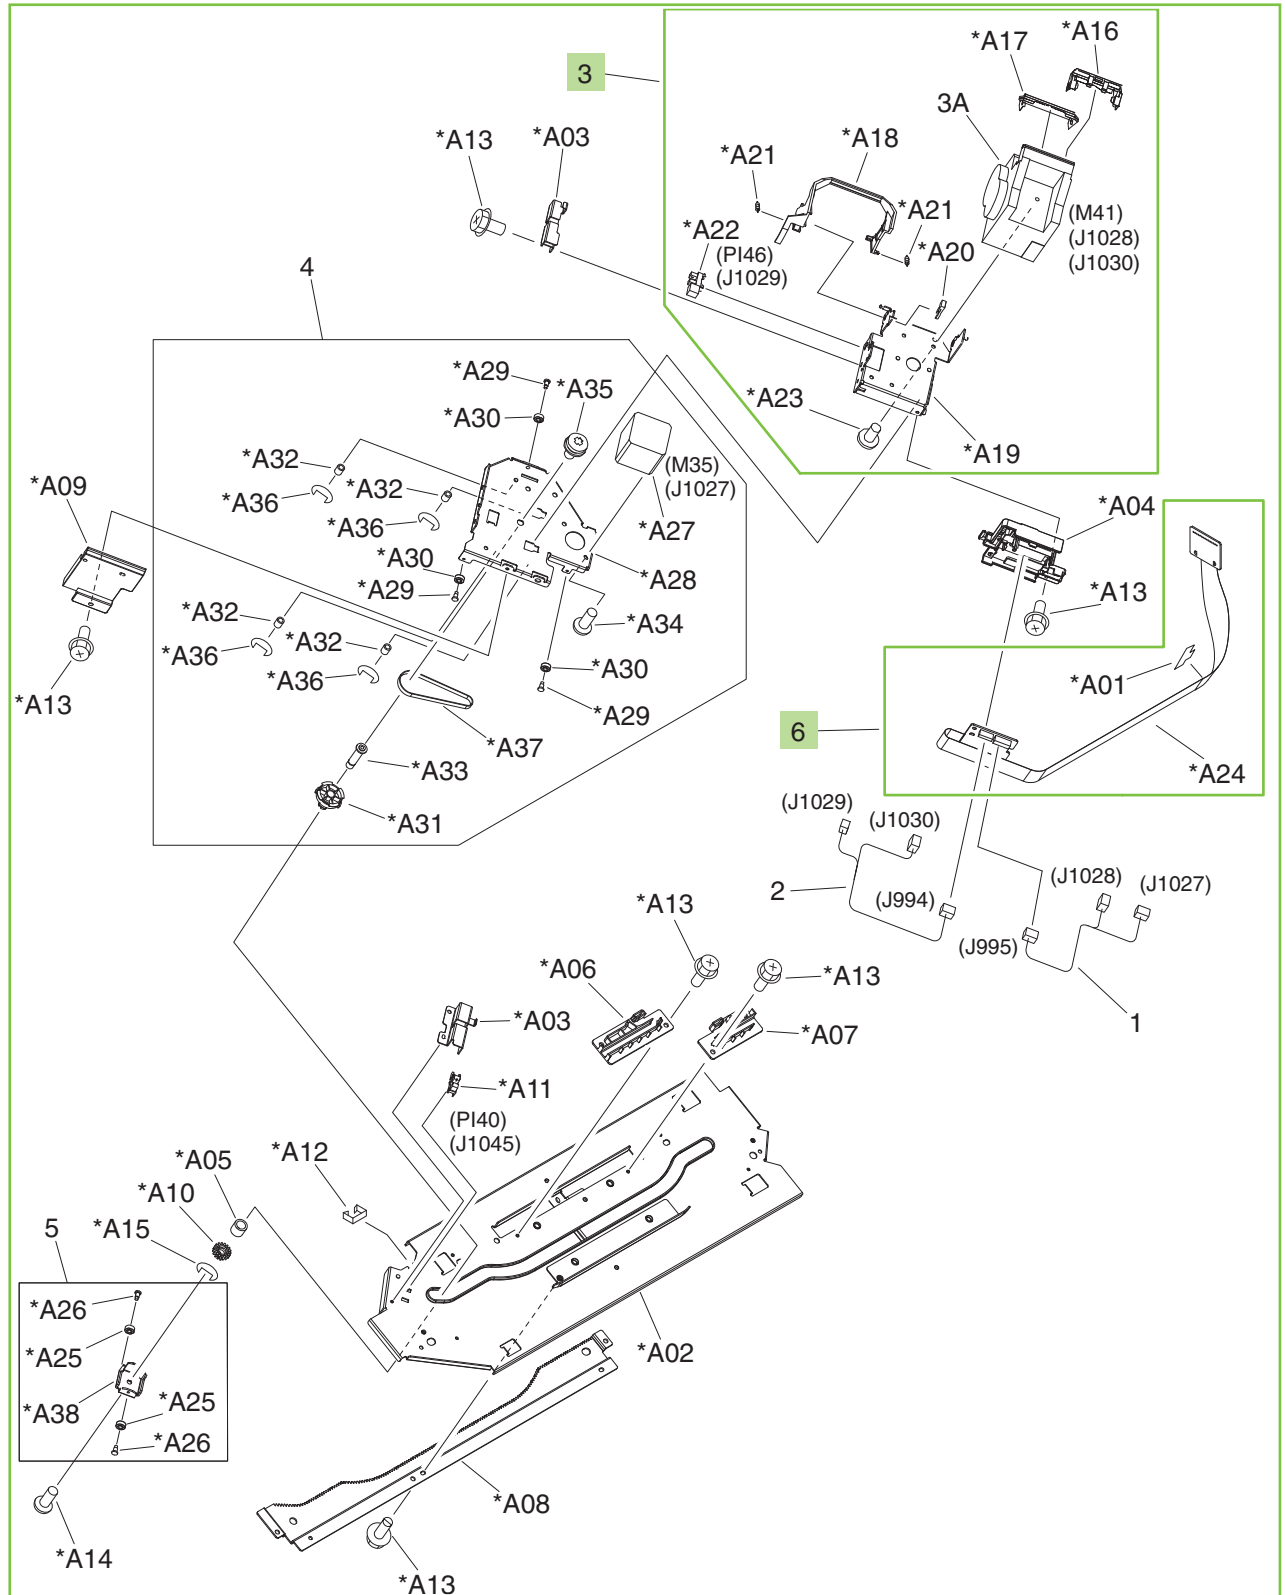 *A16
*A17
3
3A
*A03
*A13
*A18
*A21
*A21
*A22
(PI46)
(J1029)
*A20
(M41)
(J1028)
(J1030)
4
*A29
*A35
*A30
*A23
*A19
*A32
(M35)
(J1027)
*A09
*A32
*A36
*A27
*A04
*A36
*A30
*A28
*A29
*A13
*A32
*A34
*A32
*A36
*A30
*A01
*A36
*A13
*A29
6
*A37
*A33
*A24
(J1029)
*A31
(J1030)
(J1028)
(J1027)
2
*A13
(J994)
(J995)
*A06
*A13
*A03
1
*A07
*A11
(PI40)
(J1045)
*A12
*A05
*A10
5
*A15
*A26
*A25
*A02
*A38
*A25
*A26
*A08
*A14
*A13